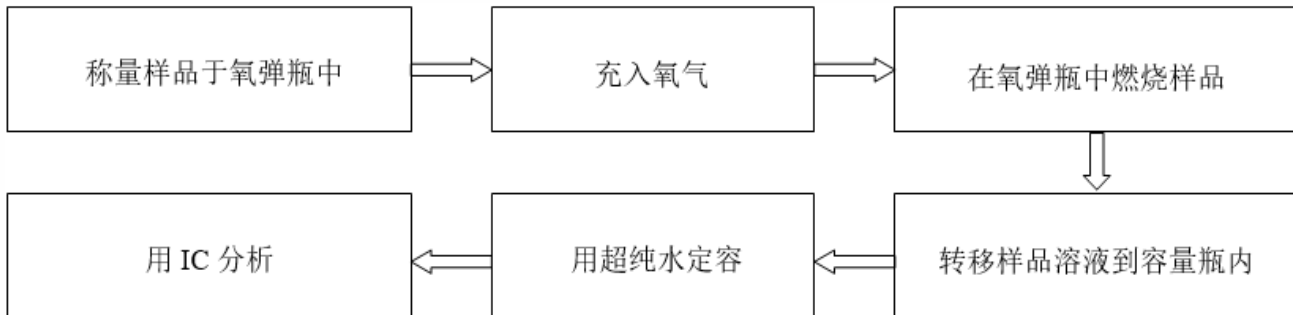 称量样品于氧弹瓶中
充入氧气
在氧弹瓶中燃烧样品
转移样品溶液到容量瓶内
用超纯水定容
用 IC 分析